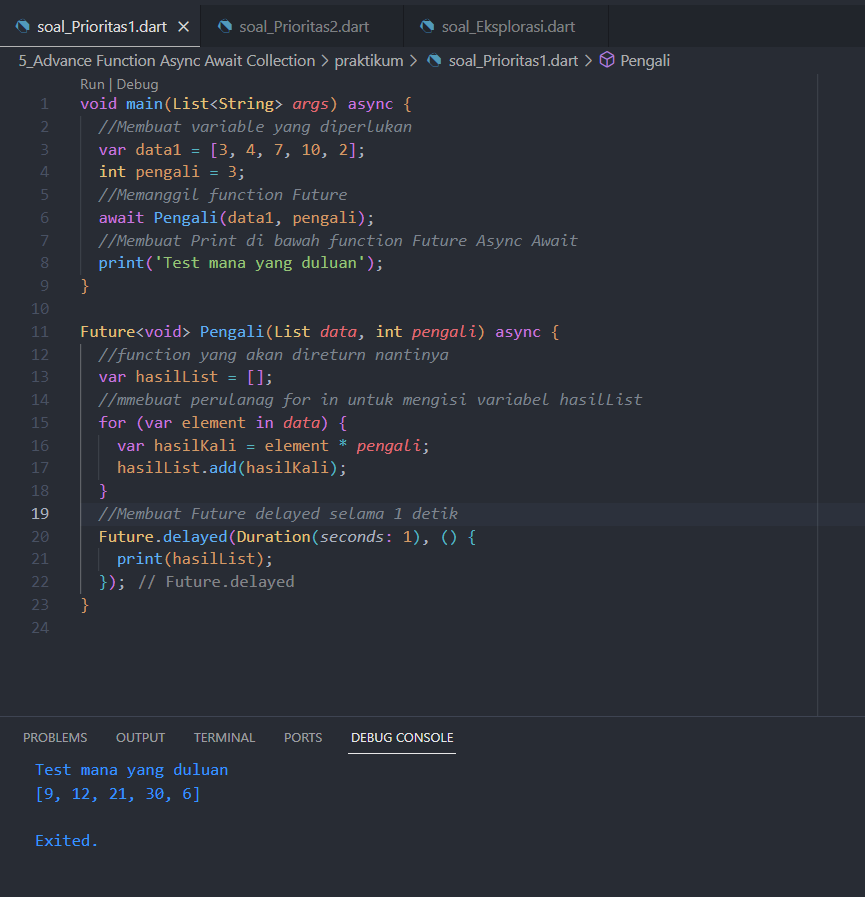 soal_Prioritas1.dart × soal_Prioritas2.dart soal_Eksplorasi.dart
5_Advance Function Async Await Collection > praktikum > soal_Prioritas1.dart > Pengali
Run | Debug
1 void main(List<String> args) async {
2 //Membuat variable yang diperlukan
3 var data1 = [3, 4, 7, 10, 2];
4 int pengali = 3;
5 //Memanggil function Future
6 await Pengali(data1, pengali);
7 //Membuat Print di bawah function Future Async Await
8 print('Test mana yang duluan');
9 }
10
11 Future<void> Pengali(List data, int pengali) async {
12 //function yang akan direturn nantinya
13 var hasilList = [];
14 //mmebuat perulanag for in untuk mengisi variabel hasilList
15 for (var element in data) {
16 var hasilKali = element * pengali;
17 hasilList.add(hasilKali);
18 }
19 //Membuat Future delayed selama 1 detik
20 Future.delayed(Duration(seconds: 1), () {
21 print(hasilList);
22 }); // Future.delayed
23 }
24
PROBLEMS OUTPUT TERMINAL PORTS DEBUG CONSOLE
Test mana yang duluan
[9, 12, 21, 30, 6]
Exited.